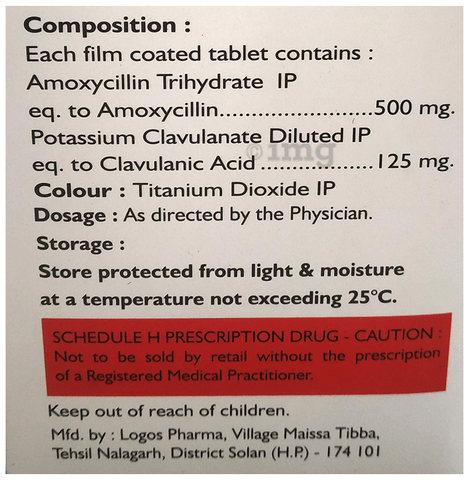 Composition :
Each film coated tablet contains :
Amoxycillin Trihydrate IP
eq. to Amoxycillin.......................500 mg.
Potassium Clavulanate Diluted IP
eq. to Clavulanic Acid .................125 mg.
Colour : Titanium Dioxide IP
Dosage : As directed by the Physician.
Storage :
Store protected from light & moisture
at a temperature not exceeding 25°C.
SCHEDULE H PRESCRIPTION DRUG - CAUTION :
Not to be sold by retail without the prescription
of a Registered Medical Practitioner.
Keep out of reach of children.
Mfd. by : Logos Pharma, Village Maissa Tibba,
Tehsil Nalagarh, District Solan (H.P.) - 174 101
©img